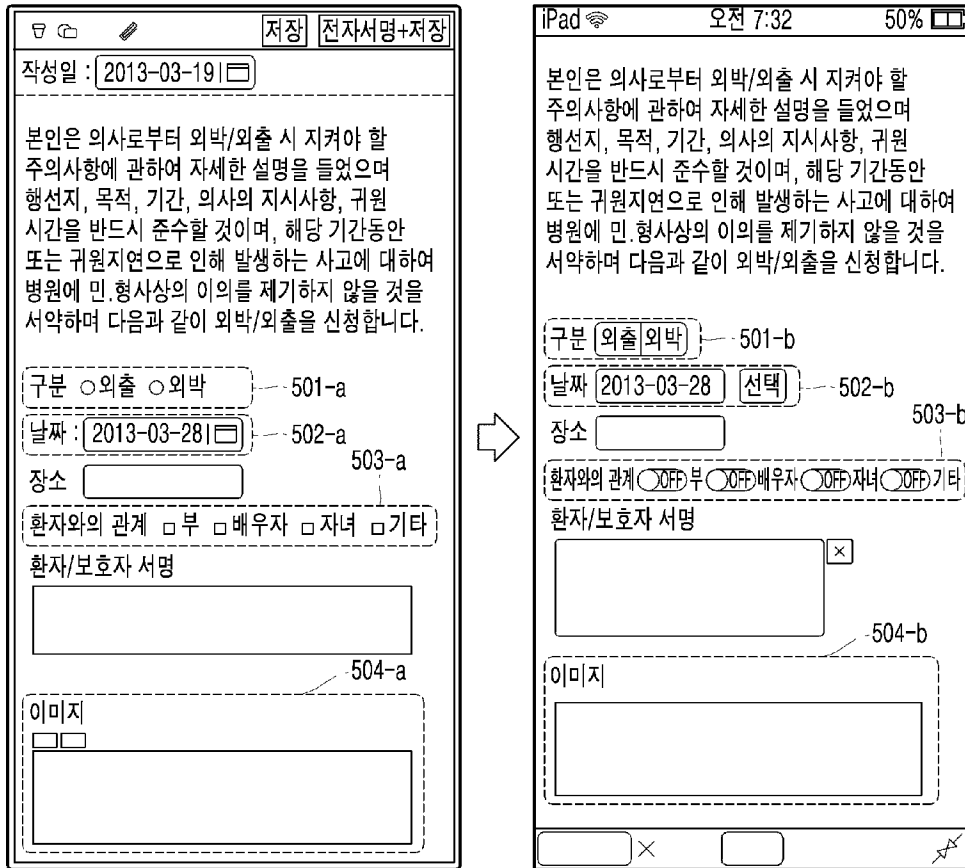 저장 전자서명+저장
작성일 : 2013-03-19
본인은 의사로부터 외박/외출 시 지켜야 할
주의사항에 관하여 자세한 설명을 들었으며
행선지, 목적, 기간, 의사의 지시사항, 귀원
시간을 반드시 준수할 것이며, 해당 기간동안
또는 귀원지연으로 인해 발생하는 사고에 대하여
병원에 민.형사상의 이의를 제기하지 않을 것을
서약하며 다음과 같이 외박/외출을 신청합니다.
구분 ○외출 ○외박 501-a
날짜 : 2013-03-28 502-a
장소
503-a
환자와의 관계 □부 □배우자 □자녀 □기타
환자/보호자 서명
504-a
이미지
iPad 오전 7:32 50%
본인은 의사로부터 외박/외출 시 지켜야 할
주의사항에 관하여 자세한 설명을 들었으며
행선지, 목적, 기간, 의사의 지시사항, 귀원
시간을 반드시 준수할 것이며, 해당 기간동안
또는 귀원지연으로 인해 발생하는 사고에 대하여
병원에 민.형사상의 이의를 제기하지 않을 것을
서약하며 다음과 같이 외박/외출을 신청합니다.
구분 외출 외박 501-b
날짜 2013-03-28 선택 502-b
503-b
장소
환자와의 관계 OFF 부 OFF 배우자 OFF 자녀 OFF 기타
환자/보호자 서명
×
504-b
이미지
×